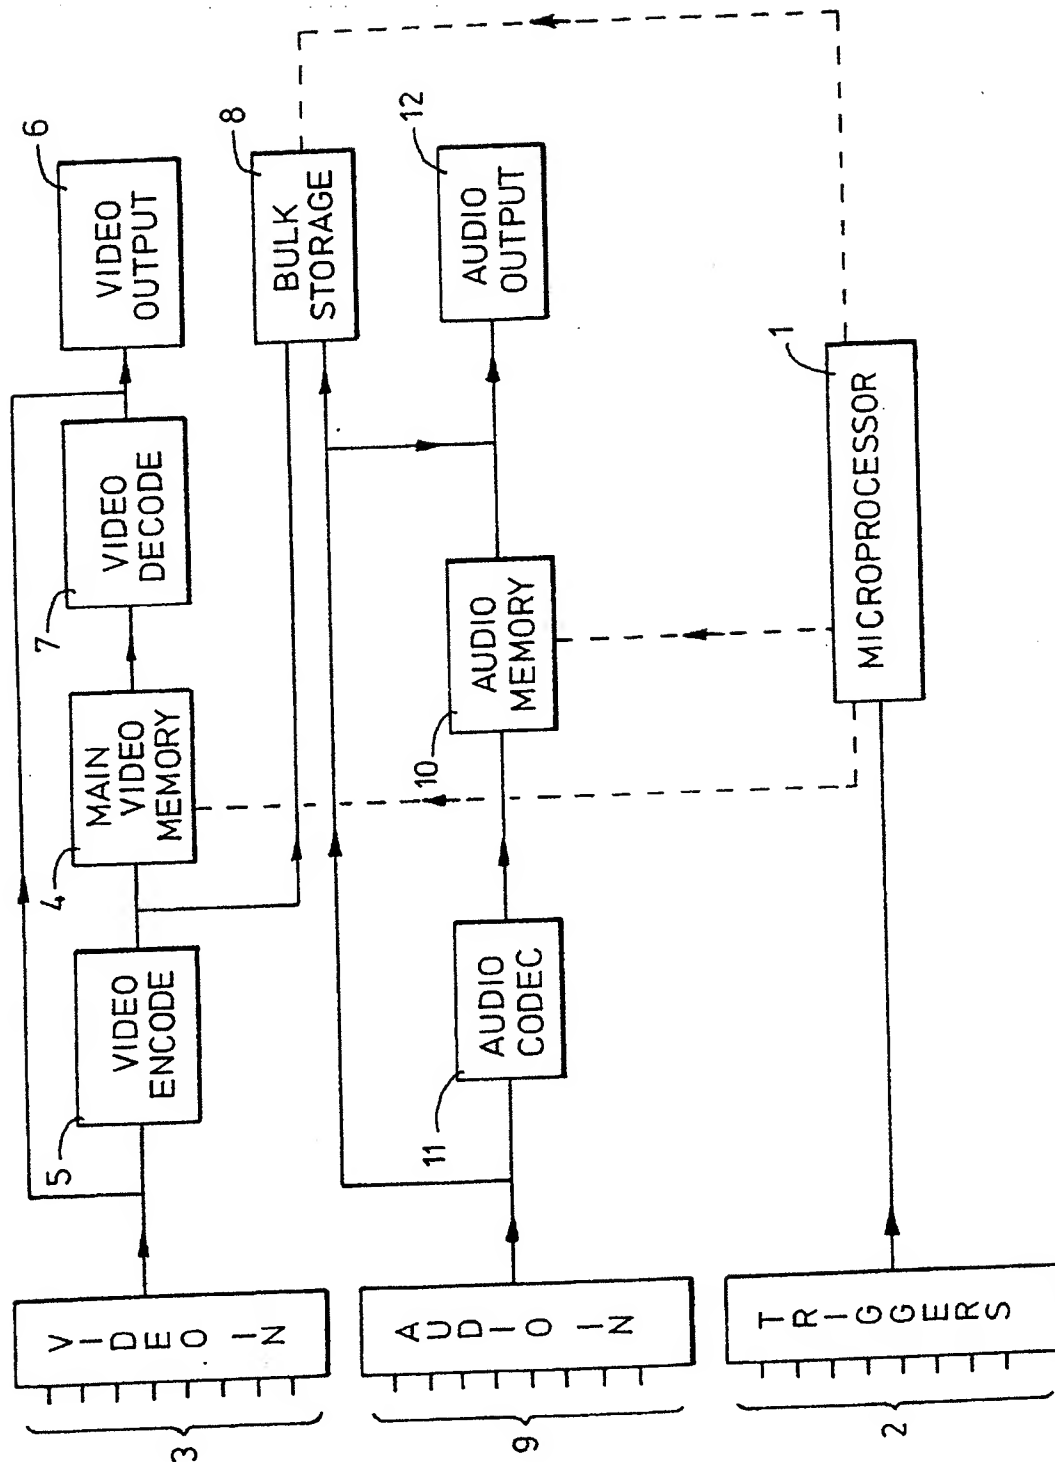 6
VIDEO
OUTPUT
8
BULK
STORAGE
12
AUDIO
OUTPUT
7
VIDEO
DECODE
1
MICROPROCESSOR
4
MAIN
VIDEO
MEMORY
10
AUDIO
MEMORY
5
VIDEO
ENCODE
11
AUDIO
CODEC
3
VIDEO IN
9
AUDIO IN
2
TRIGGERS